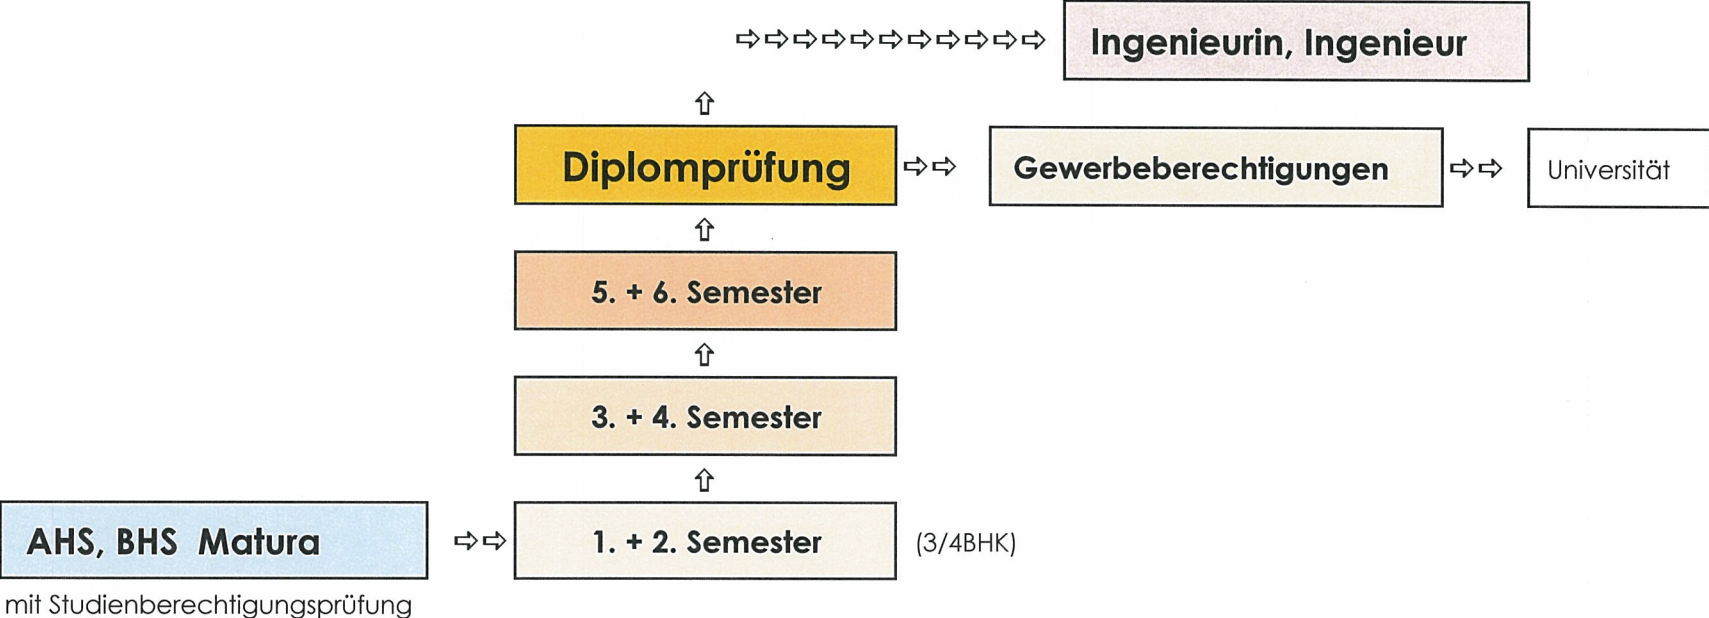 Ingenieurin, Ingenieur
Diplomprüfung
Gewerbeberechtigungen
Universität
5. + 6. Semester
3. + 4. Semester
AHS, BHS Matura
1. + 2. Semester
(3/4BHK)
mit Studienberechtigungsprüfung